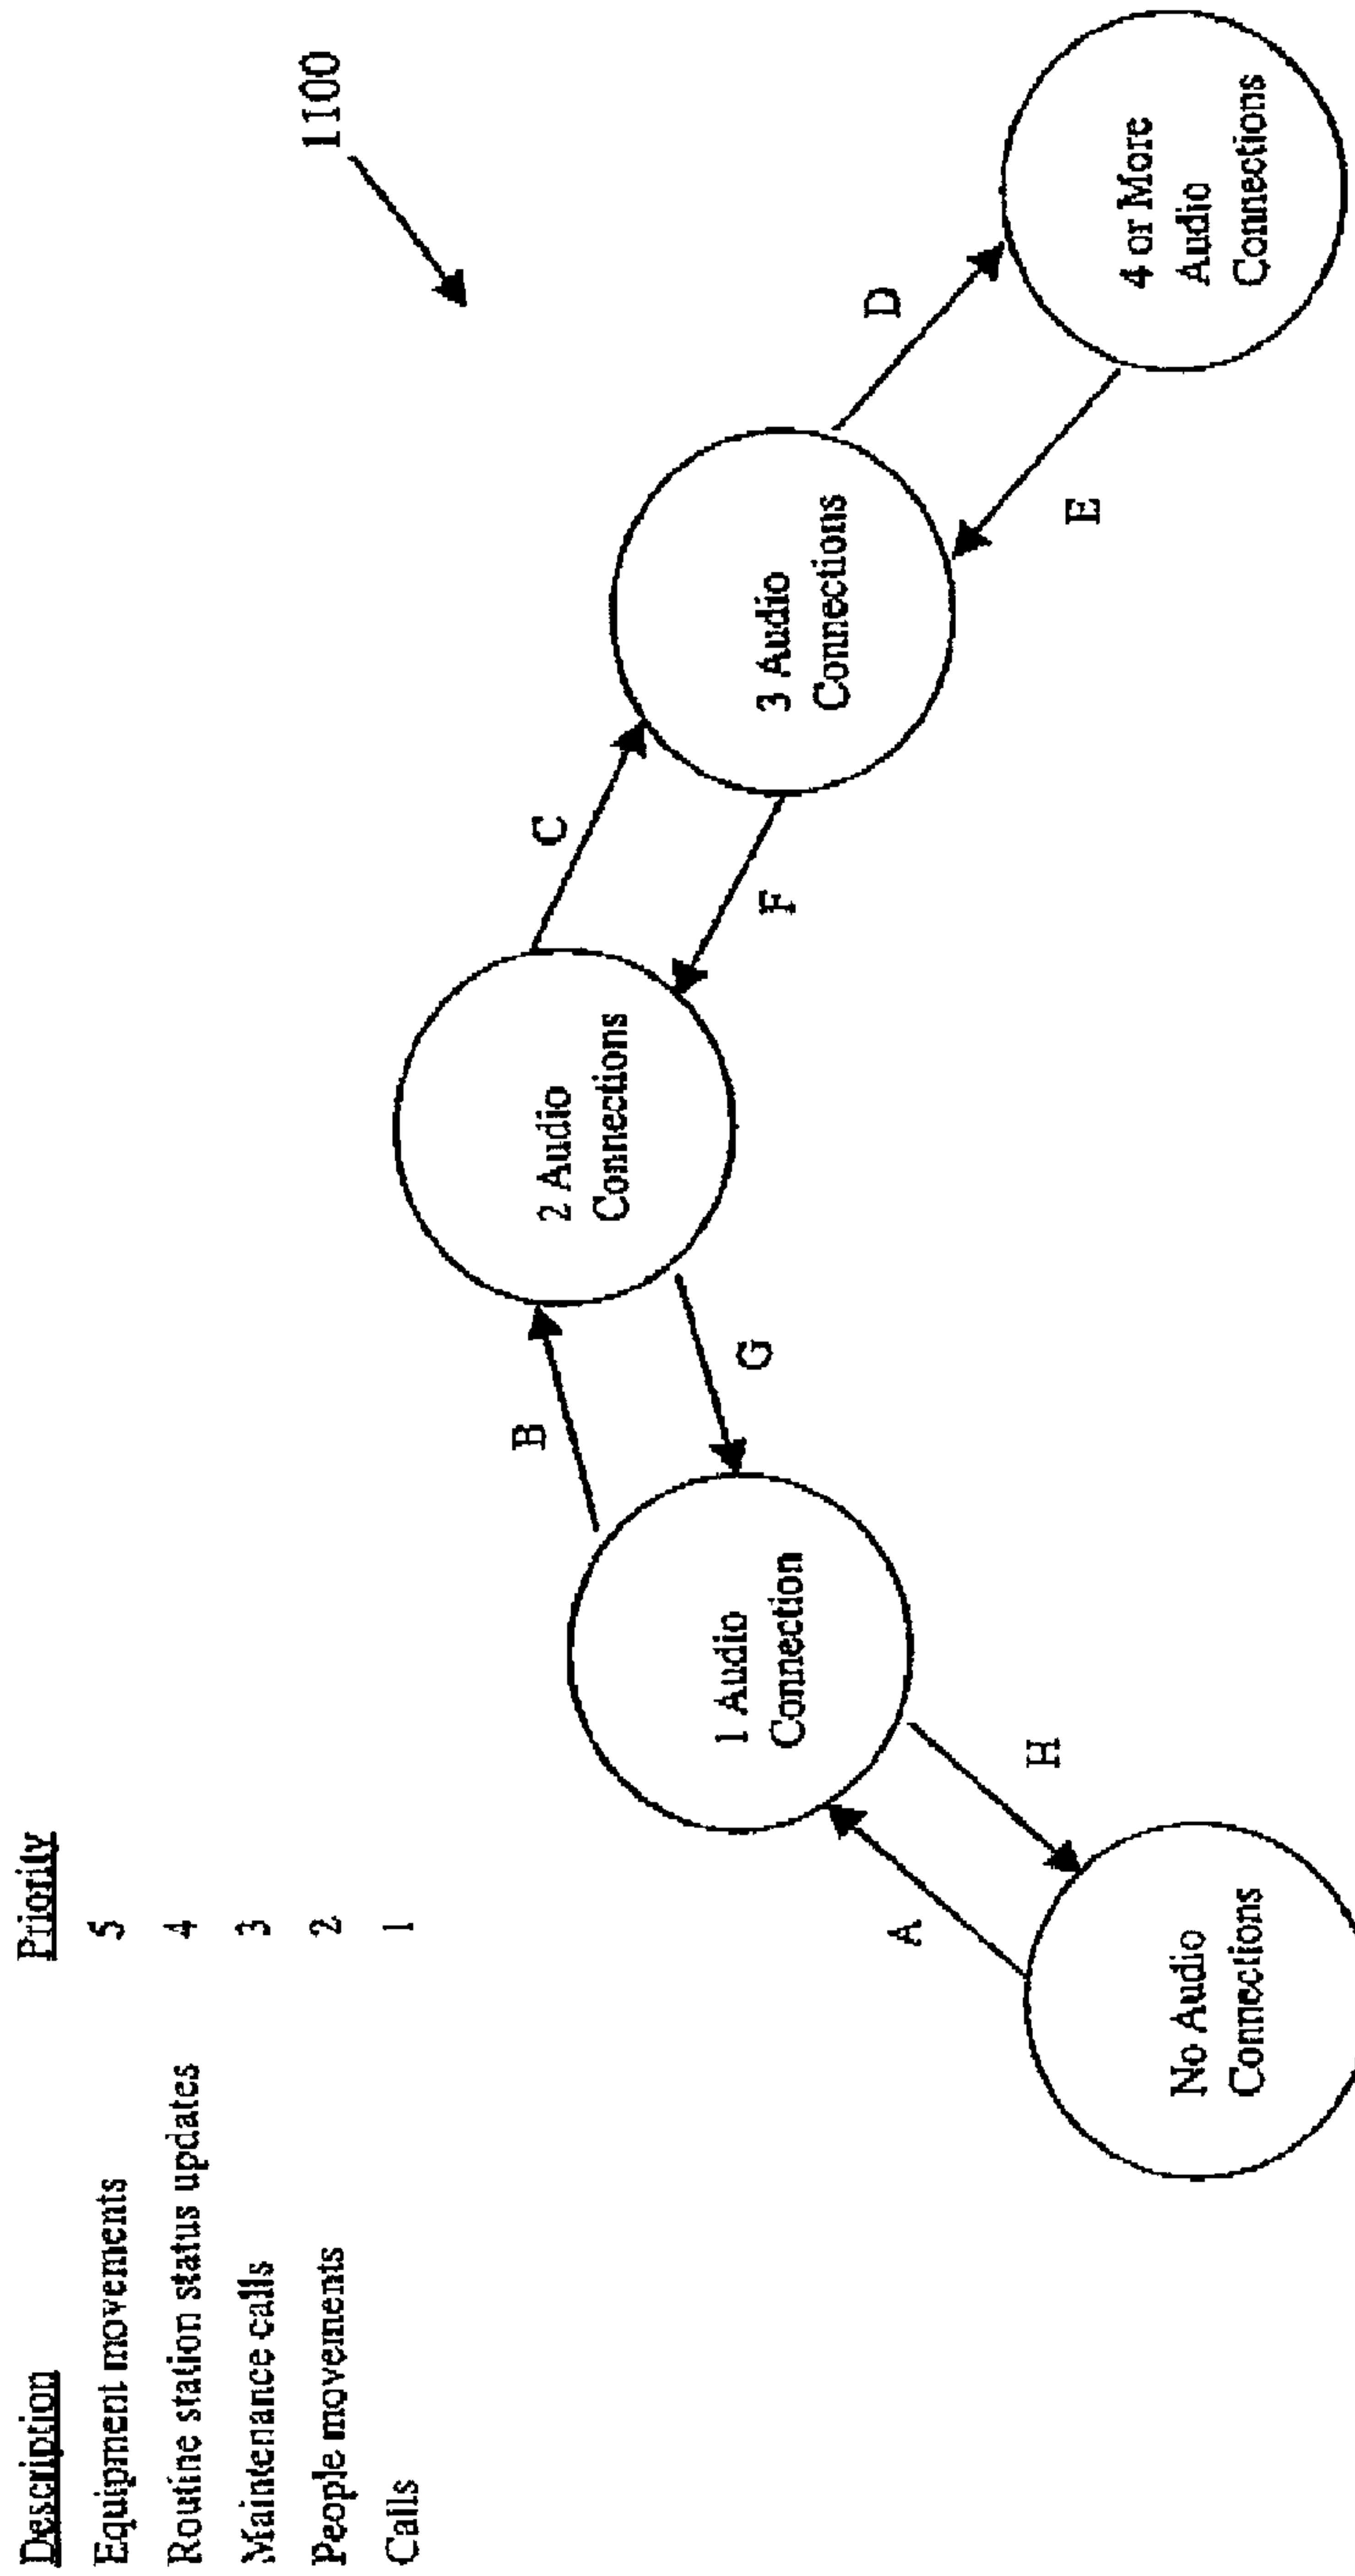 Description Priority
Equipment movements 5
Routine station status updates 4
Maintenance calls 3
People movements 2
Calls 1
1100
No Audio
Connections
A
H
1 Audio
Connection
B
G
2 Audio
Connections
C
F
3 Audio
Connections
D
E
4 or More
Audio
Connections